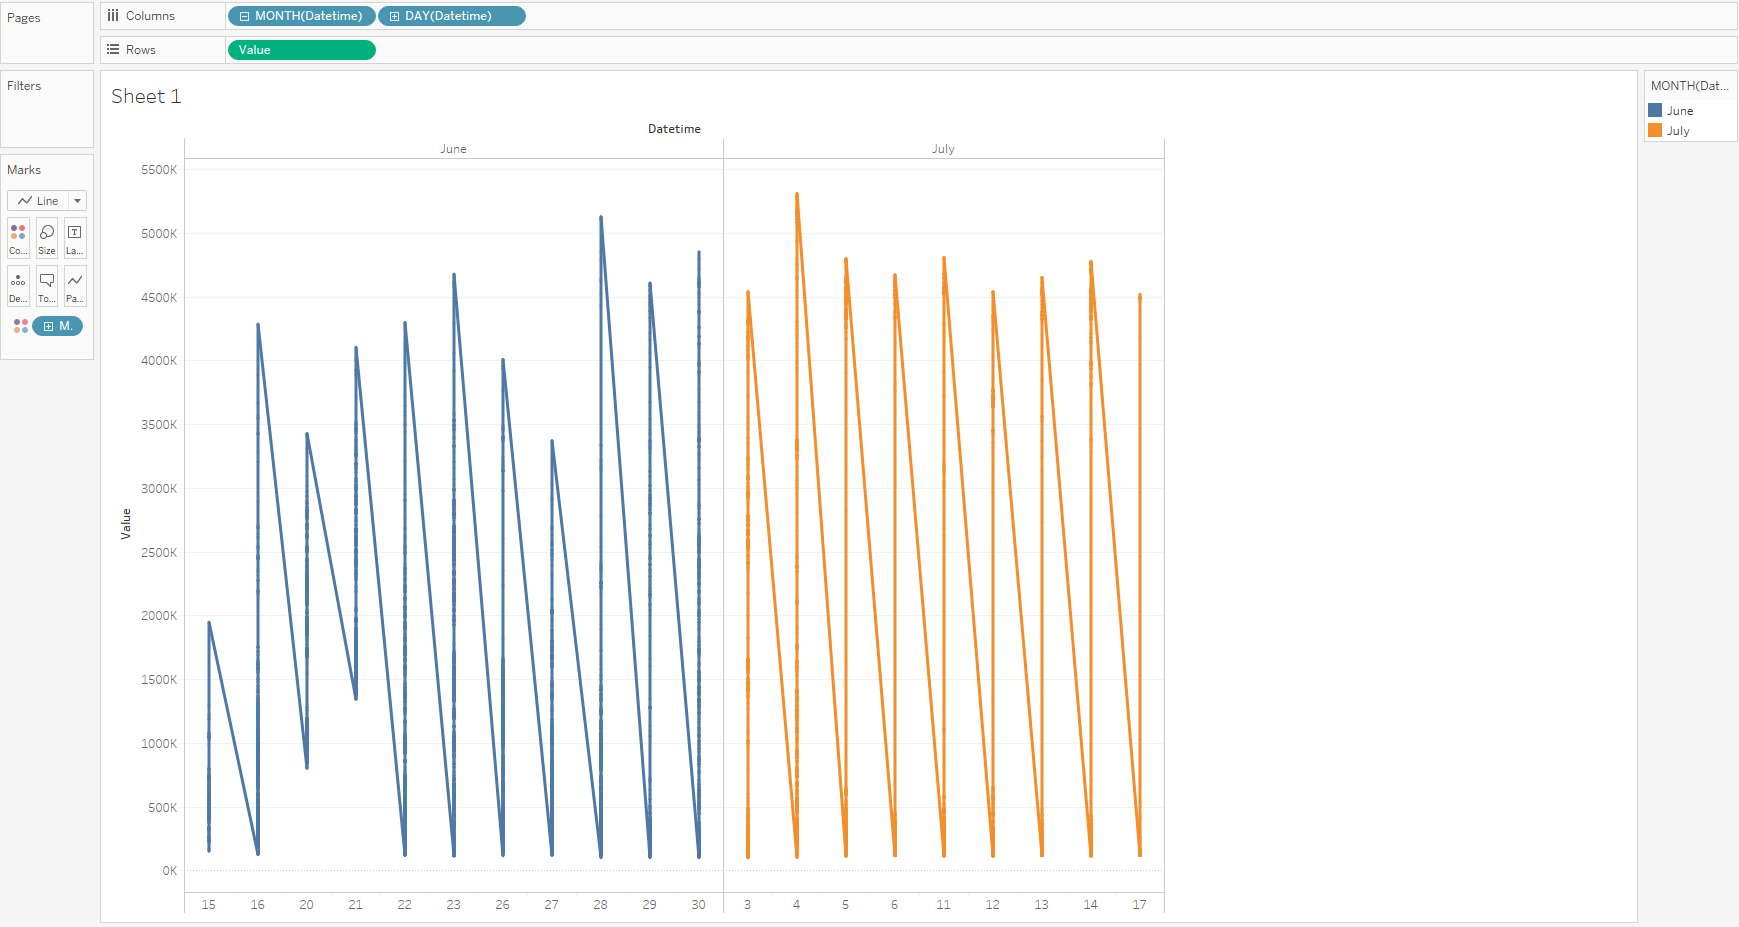 Pages
Columns
MONTH(Datetime)
DAY(Datetime)
Rows
Value
Filters
Marks
Line
Co...
Size
La...
De...
To...
Pa...
M.
Sheet 1
Datetime
June
July
5500K
5000K
4500K
4000K
3500K
3000K
2500K
2000K
1500K
1000K
500K
0K
Value
15 16 20 21 22 23 26 27 28 29 30 3 4 5 6 11 12 13 14 17
MONTH(Dat...
June
July